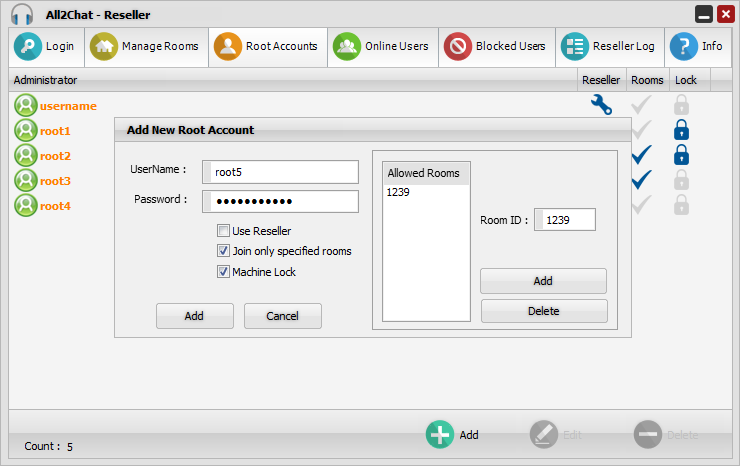 All2Chat - Reseller
Login
Manage Rooms
Root Accounts
Online Users
Blocked Users
Reseller Log
Info
Administrator
Reseller
Rooms
Lock
username
root1
root2
root3
root4
Add New Root Account
UserName :
root5
Password :
Use Reseller
Join only specified rooms
Machine Lock
Add
Cancel
Allowed Rooms
1239
Room ID :
1239
Add
Delete
Count : 5
Add
Edit
Delete